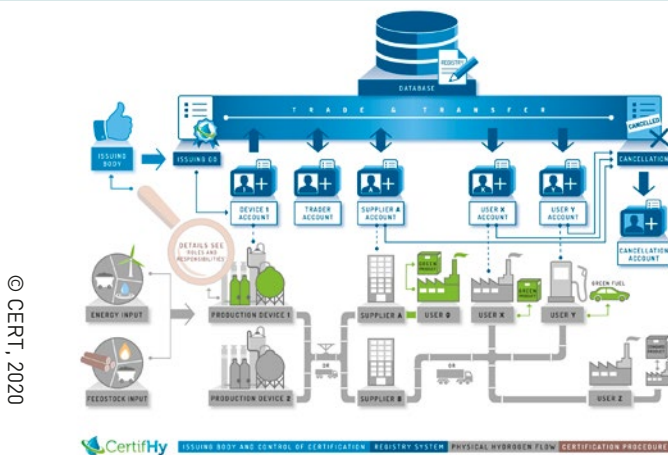 REGISTRY
DATABASE
TRADE & TRANSFER
CANCELLED
ISSUING
BODY
ISSUING GO
CANCELLATION
DEVICE 1
ACCOUNT
TRADER
ACCOUNT
SUPPLIER A
ACCOUNT
USER X
ACCOUNT
USER Y
ACCOUNT
CANCELLATION
ACCOUNT
DETAILS SEE
ROLES AND
RESPONSIBILITIES
GREEN
PRODUCT
GREEN
PRODUCT
GREEN FUEL
ENERGY INPUT
PRODUCTION DEVICE 1
SUPPLIER A
USER Q
USER X
USER Y
OR
OR
FEEDSTOCK INPUT
PRODUCTION DEVICE 2
SUPPLIER B
USER Z
PRODUCT
© CERT, 2020
CertifHy
ISSUING BODY AND CONTROL OF CERTIFICATION
REGISTRY SYSTEM
PHYSICAL HYDROGEN FLOW
CERTIFICATION PROCEDURE